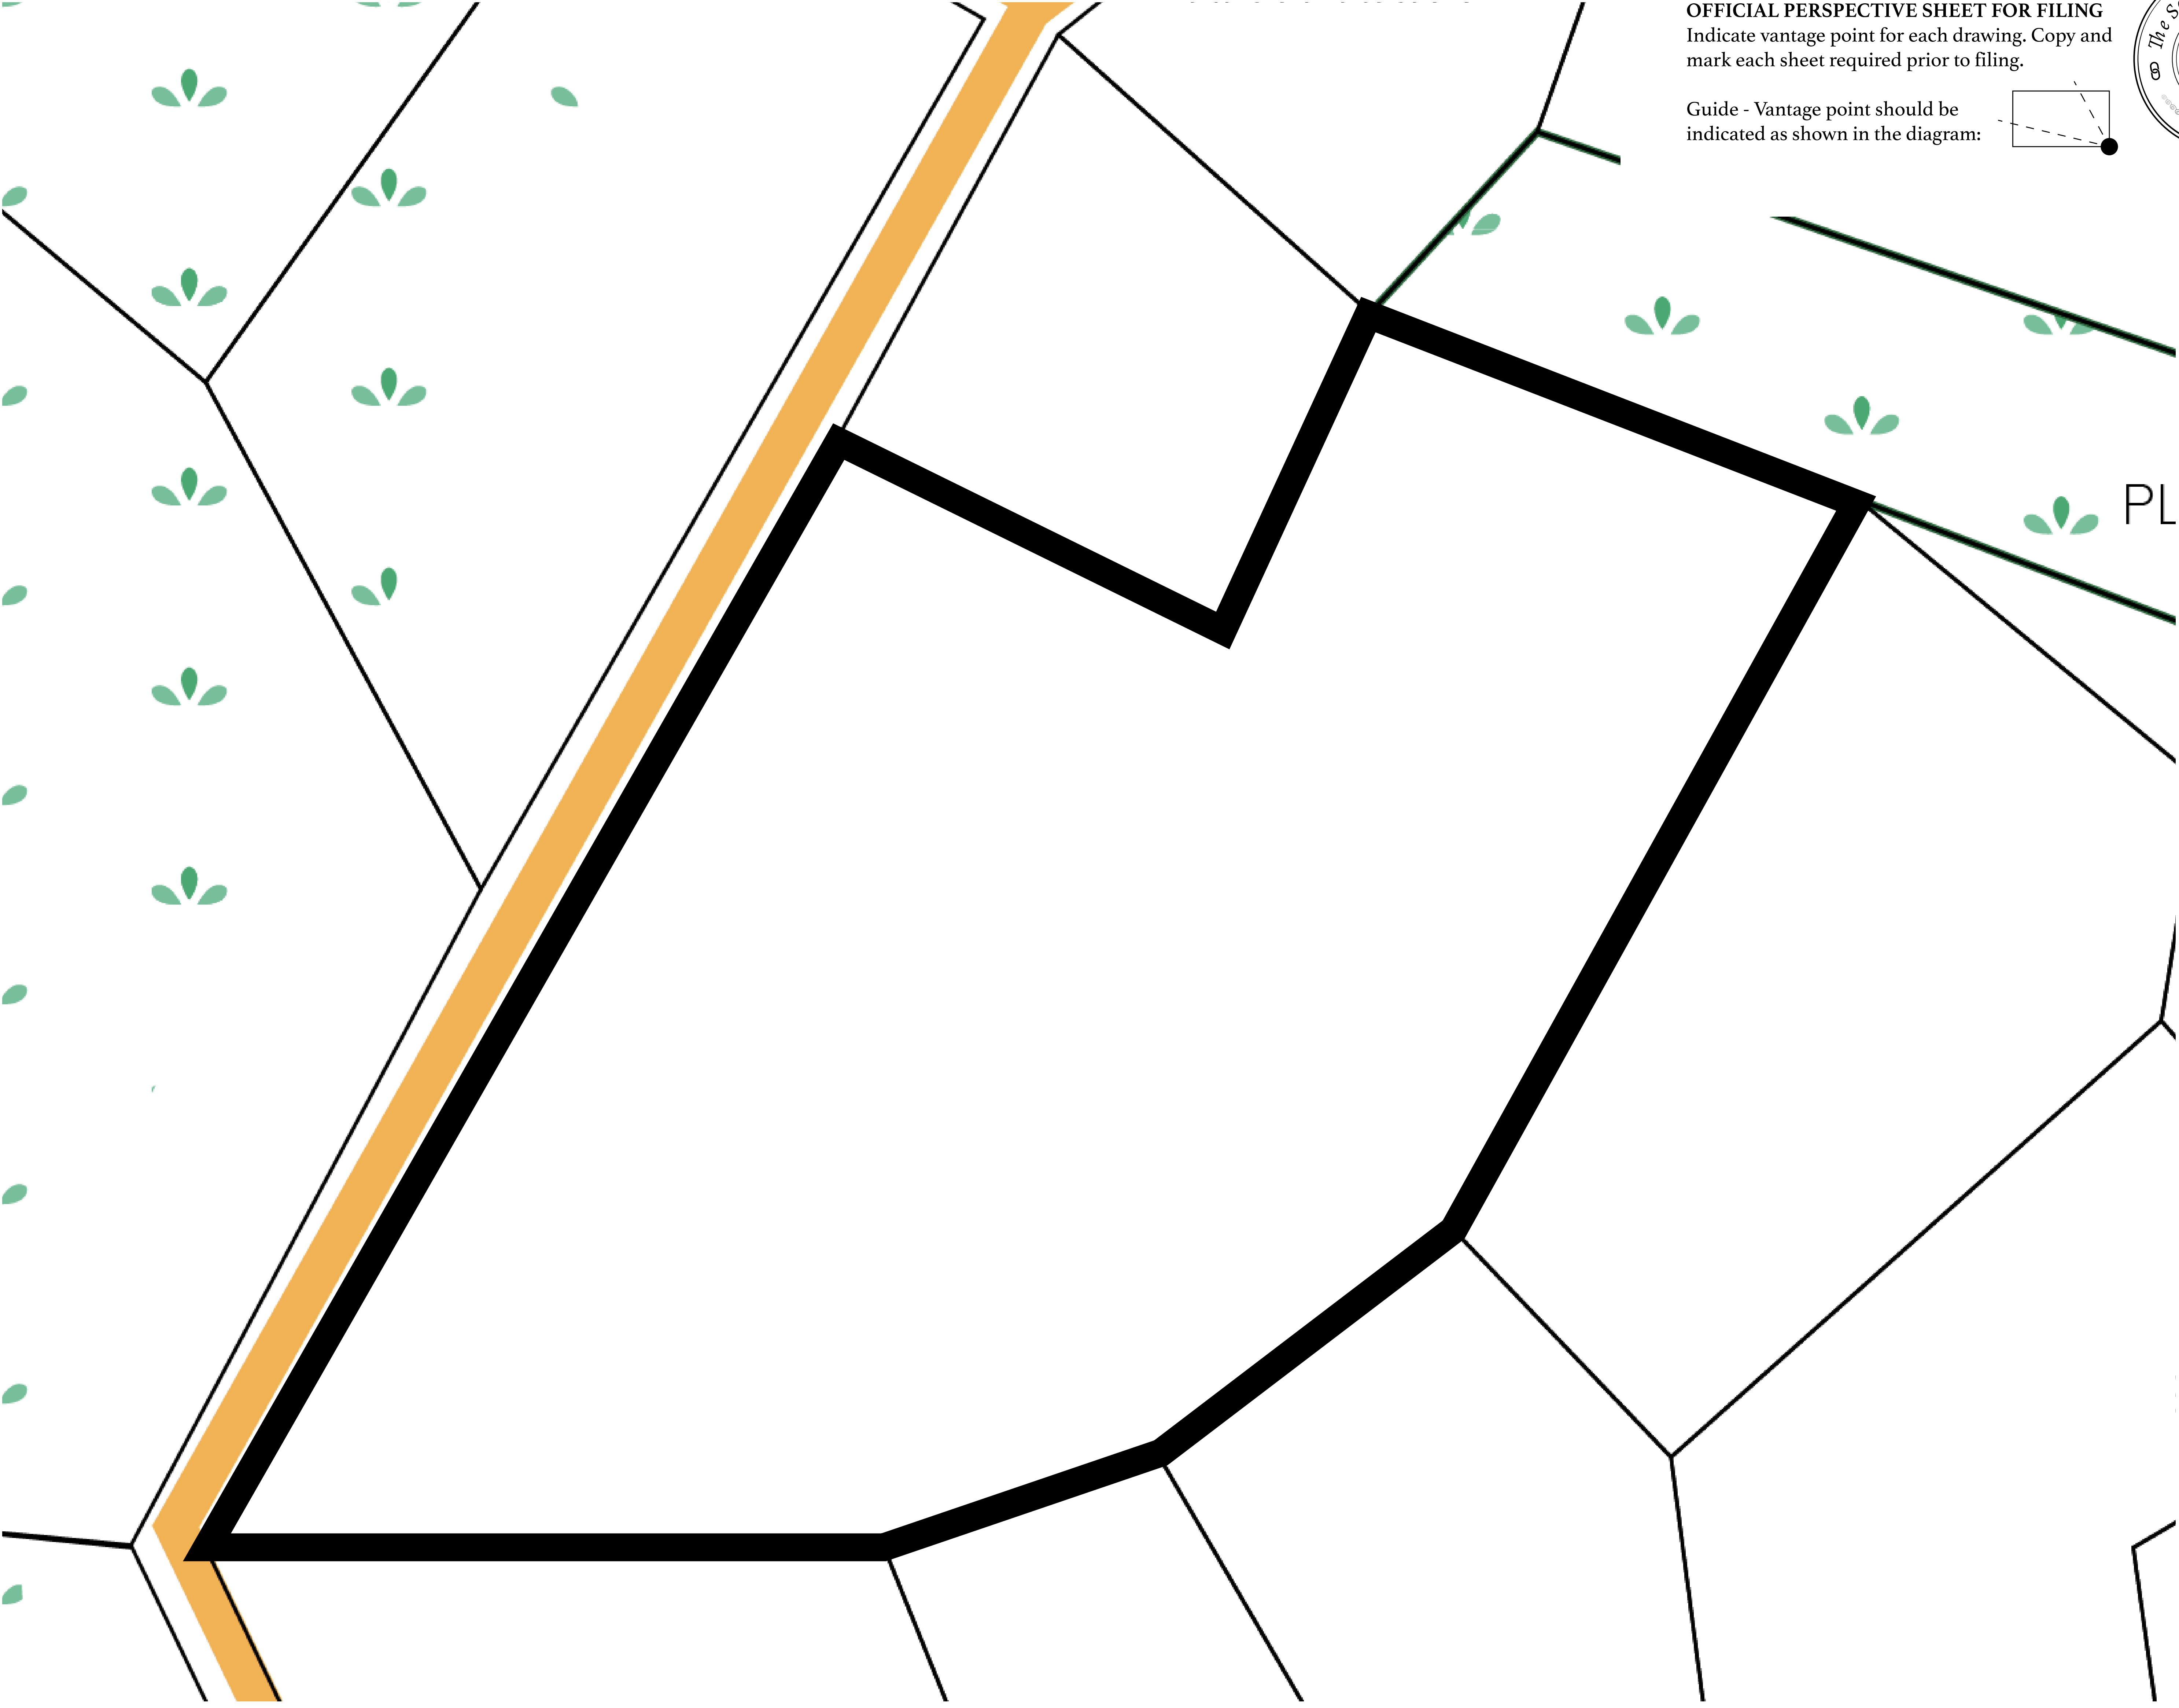 OFFICIAL PERSPECTIVE SHEET FOR FILING
Indicate vantage point for each drawing. Copy and
mark each sheet required prior to filing.
Guide - Vantage point should be
indicated as shown in the diagram:
The S
PL